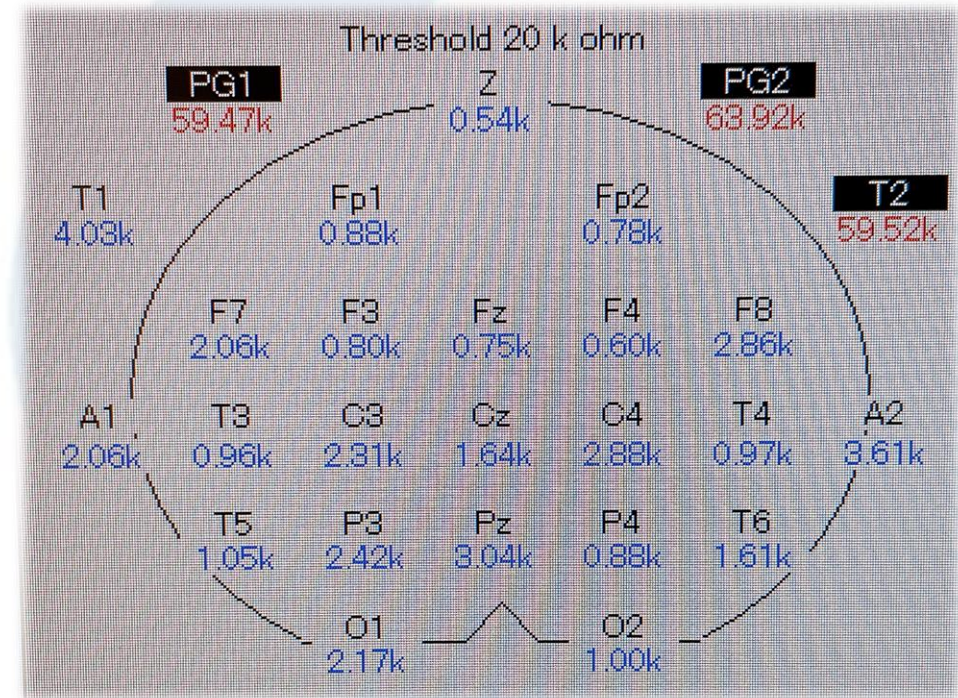 Threshold 20 k ohm
PG1 Z PG2
59.47k 0.54k 63.92k
T1 Fp1 Fp2 T2
4.03k 0.88k 0.78k 59.52k
F7 F3 Fz F4 F8
2.06k 0.80k 0.75k 0.60k 2.86k
A1 T3 C3 Cz C4 T4 A2
2.06k 0.96k 2.31k 1.64k 2.88k 0.97k 3.61k
T5 P3 Pz P4 T6
1.05k 2.42k 3.04k 0.88k 1.61k
O1 O2
2.17k 1.00k